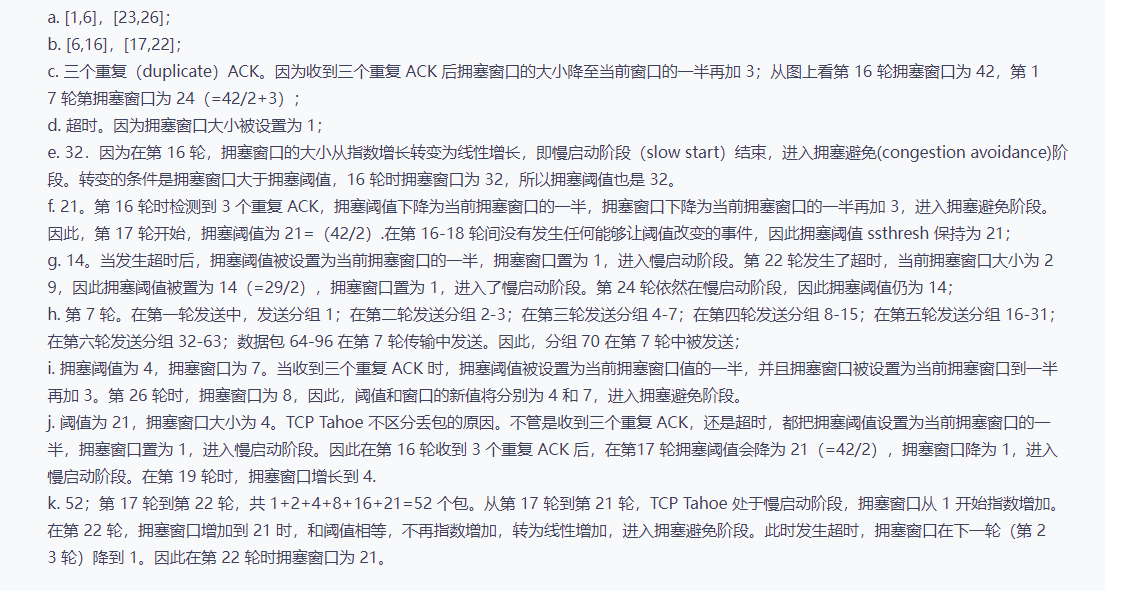 a. [1,6]，[23,26]；
b. [6,16]，[17,22]；
c. 三个重复（duplicate）ACK。因为收到三个重复 ACK 后拥塞窗口的大小降至当前窗口的一半再加 3；从图上看第 16 轮拥塞窗口为 42，第 1
7 轮第拥塞窗口为 24（=42/2+3）；
d. 超时。因为拥塞窗口大小被设置为 1；
e. 32．因为在第 16 轮，拥塞窗口的大小从指数增长转变为线性增长，即慢启动阶段（slow start）结束，进入拥塞避免(congestion avoidance)阶
段。转变的条件是拥塞窗口大于拥塞阈值，16 轮时拥塞窗口为 32，所以拥塞阈值也是 32。
f. 21。第 16 轮时检测到 3 个重复 ACK，拥塞阈值下降为当前拥塞窗口的一半，拥塞窗口下降为当前拥塞窗口的一半再加 3，进入拥塞避免阶段。
因此，第 17 轮开始，拥塞阈值为 21=（42/2）.在第 16-18 轮间没有发生任何能够让阈值改变的事件，因此拥塞阈值 ssthresh 保持为 21；
g. 14。当发生超时后，拥塞阈值被设置为当前拥塞窗口的一半，拥塞窗口置为 1，进入慢启动阶段。第 22 轮发生了超时，当前拥塞窗口大小为 2
9，因此拥塞阈值被置为 14（=29/2），拥塞窗口置为 1，进入了慢启动阶段。第 24 轮依然在慢启动阶段，因此拥塞阈值仍为 14；
h. 第 7 轮。在第一轮发送中，发送分组 1；在第二轮发送分组 2-3；在第三轮发送分组 4-7；在第四轮发送分组 8-15；在第五轮发送分组 16-31；
在第六轮发送分组 32-63；数据包 64-96 在第 7 轮传输中发送。因此，分组 70 在第 7 轮中被发送；
i. 拥塞阈值为 4，拥塞窗口为 7。当收到三个重复 ACK 时，拥塞阈值被设置为当前拥塞窗口值的一半，并且拥塞窗口被设置为当前拥塞窗口到一半
再加 3。第 26 轮时，拥塞窗口为 8，因此，阈值和窗口的新值将分别为 4 和 7，进入拥塞避免阶段。
j. 阈值为 21，拥塞窗口大小为 4。TCP Tahoe 不区分丢包的原因。不管是收到三个重复 ACK，还是超时，都把拥塞阈值设置为当前拥塞窗口的一
半，拥塞窗口置为 1，进入慢启动阶段。因此在第 16 轮收到 3 个重复 ACK 后，在第17 轮拥塞阈值会降为 21（=42/2），拥塞窗口降为 1，进入
慢启动阶段。在第 19 轮时，拥塞窗口增长到 4.
k. 52；第 17 轮到第 22 轮，共 1+2+4+8+16+21=52 个包。从第 17 轮到第 21 轮，TCP Tahoe 处于慢启动阶段，拥塞窗口从 1 开始指数增加。
在第 22 轮，拥塞窗口增加到 21 时，和阈值相等，不再指数增加，转为线性增加，进入拥塞避免阶段。此时发生超时，拥塞窗口在下一轮（第 2
3 轮）降到 1。因此在第 22 轮时拥塞窗口为 21。